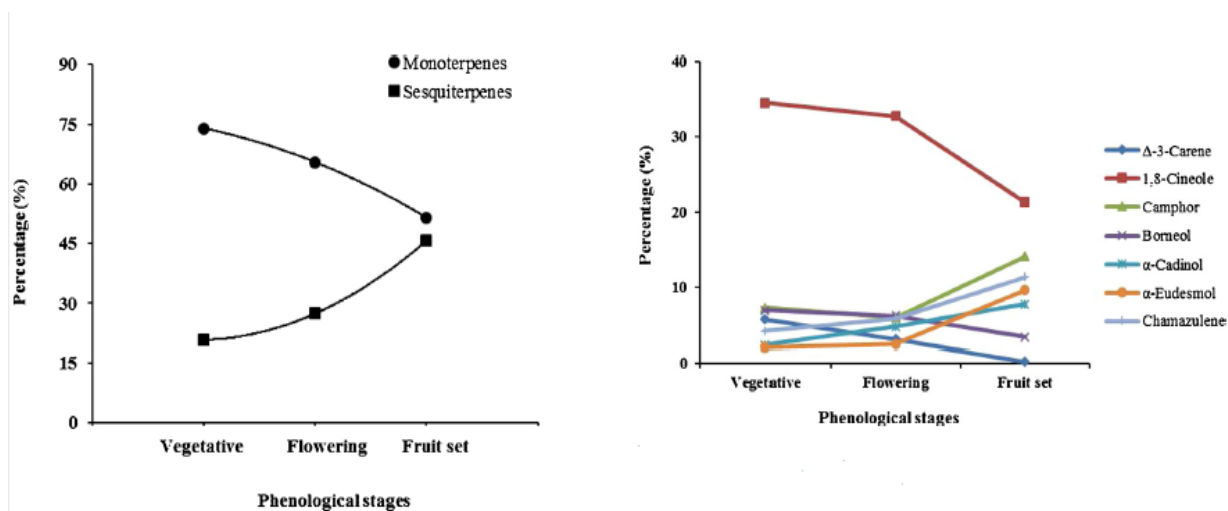 90
75
60
45
30
15
0
Percentage (%)
Monoterpenes
Sesquiterpenes
Vegetative Flowering Fruit set
Phenological stages
40
30
20
10
0
Percentage (%)
Vegetative Flowering Fruit set
Phenological stages
Δ-3-Carene
1,8-Cineole
Camphor
Borneol
α-Cadinol
α-Eudesmol
Chamazulene